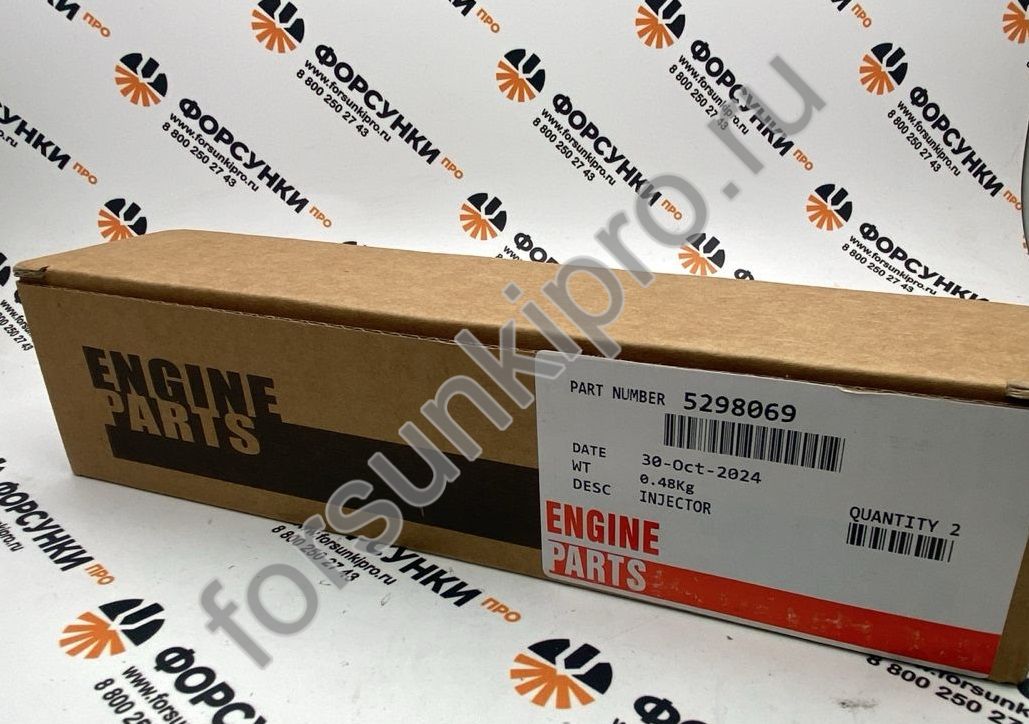 ФОРСУНКИ ПРО
www.forsunkipro.ru
8 800 250 27 43
forsunkipro.ru
ENGINE
PARTS
PART NUMBER 5298069
DATE 30-Oct-2024
WT 0.48Kg
DESC INJECTOR
QUANTITY 2
ENGINE
PARTS